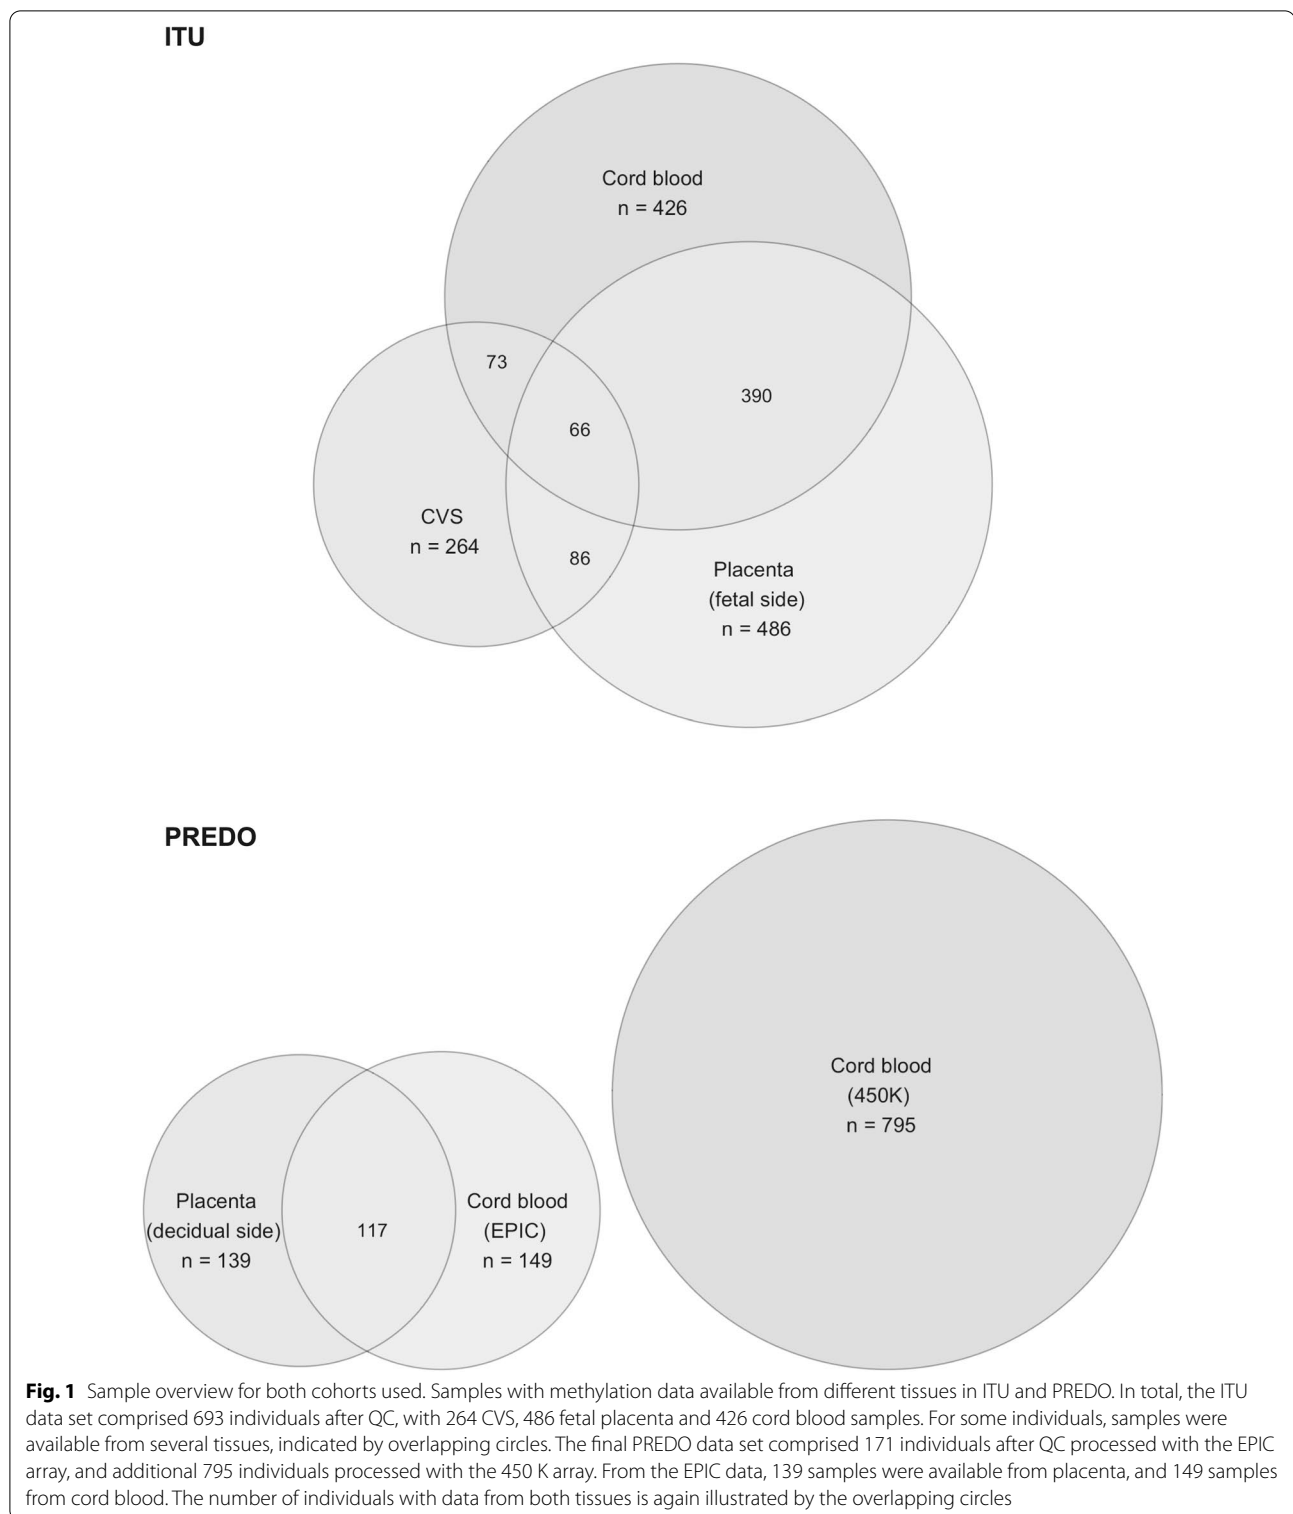 ITU
Cord blood
n = 426
73
390
66
CVS
n = 264
86
Placenta
(fetal side)
n = 486
PREDO
Cord blood
(450K)
n = 795
Placenta
(decidual side)
n = 139
117
Cord blood
(EPIC)
n = 149
Fig. 1 Sample overview for both cohorts used. Samples with methylation data available from different tissues in ITU and PREDO. In total, the ITU
data set comprised 693 individuals after QC, with 264 CVS, 486 fetal placenta and 426 cord blood samples. For some individuals, samples were
available from several tissues, indicated by overlapping circles. The final PREDO data set comprised 171 individuals after QC processed with the EPIC
array, and additional 795 individuals processed with the 450 K array. From the EPIC data, 139 samples were available from placenta, and 149 samples
from cord blood. The number of individuals with data from both tissues is again illustrated by the overlapping circles